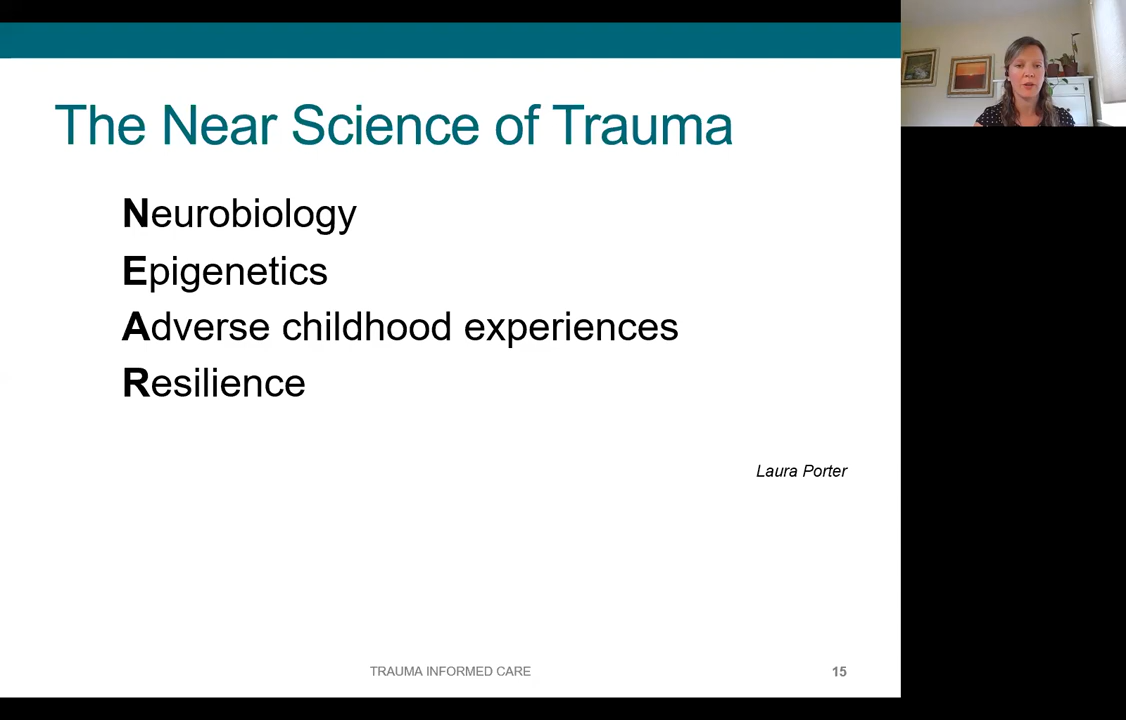 The Near Science of Trauma
Neurobiology
Epigenetics
Adverse childhood experiences
Resilience
Laura Porter
TRAUMA INFORMED CARE
15